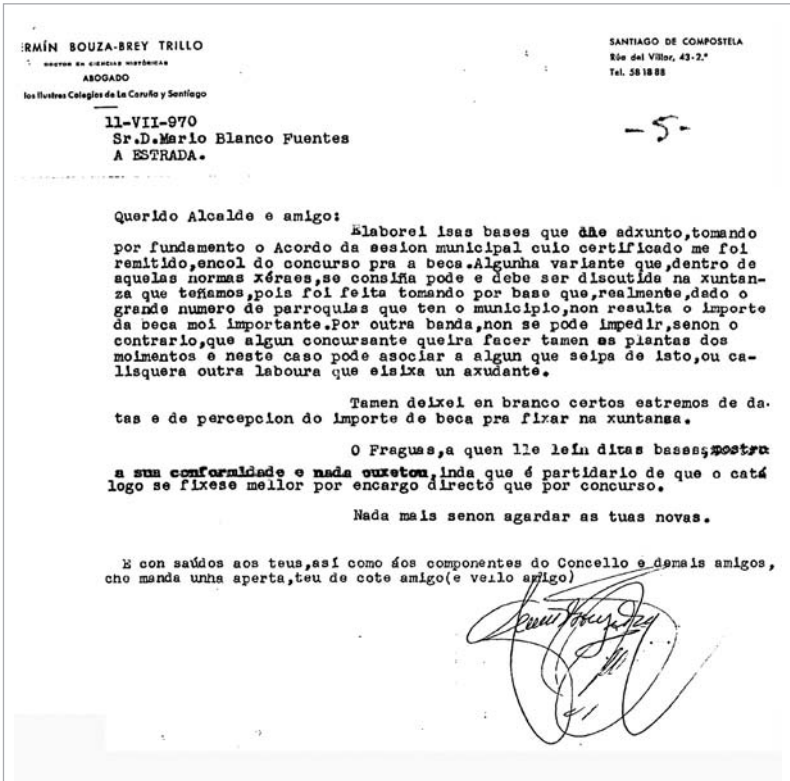 ERMÍN BOUZA-BREY TRILLO
DOCTOR EN CIENCIAS HISTÓRICAS
ABOGADO
los Ilustres Colegios de La Coruña y Santiago
SANTIAGO DE COMPOSTELA
Rúa del Villar, 43-2.º
Tel. 58 18 88
11-VII-970
Sr.D.Mario Blanco Fuentes
A ESTRADA.
-5-
Querido Alcalde e amigo:
Elaborei isas bases que che adxunto,tomando
por fundamento o Acordo da sesion municipal cuio certificado me foi
remitido,encol do concurso pra a beca.Algunha variante que,dentro de
aquelas normas xéraes,se consiña pode e debe ser discutida na xuntan-
za que teñamos,pois foi feita tomando por base que,realmente,dado o
grande numero de parroquias que ten o municipio,non resulta o importe
da beca moi importante.Por outra banda,non se pode impedir,senon o
contrario,que algun concursante queira facer tamen as plantas dos
moimentos e neste caso pode asociar a algun que seipa de isto,ou ca-
lisquera outra laboura que eisixa un axudante.
Tamen deixei en branco certos estremos de da-
tas e de percepcion do importe de beca pra fixar na xuntansa.
O Fraguas,a quen lle leín ditas bases,mostra
a sua conformidade e nada ouxetou,inda que é partidario de que o catá
logo se fixese mellor por encargo directo que por concurso.
Nada mais senon agardar as tuas novas.
E con saúdos aos teus,así como áos componentes do Concello e demais amigos,
che manda unha aperta,teu de cote amigo(e vello amigo)